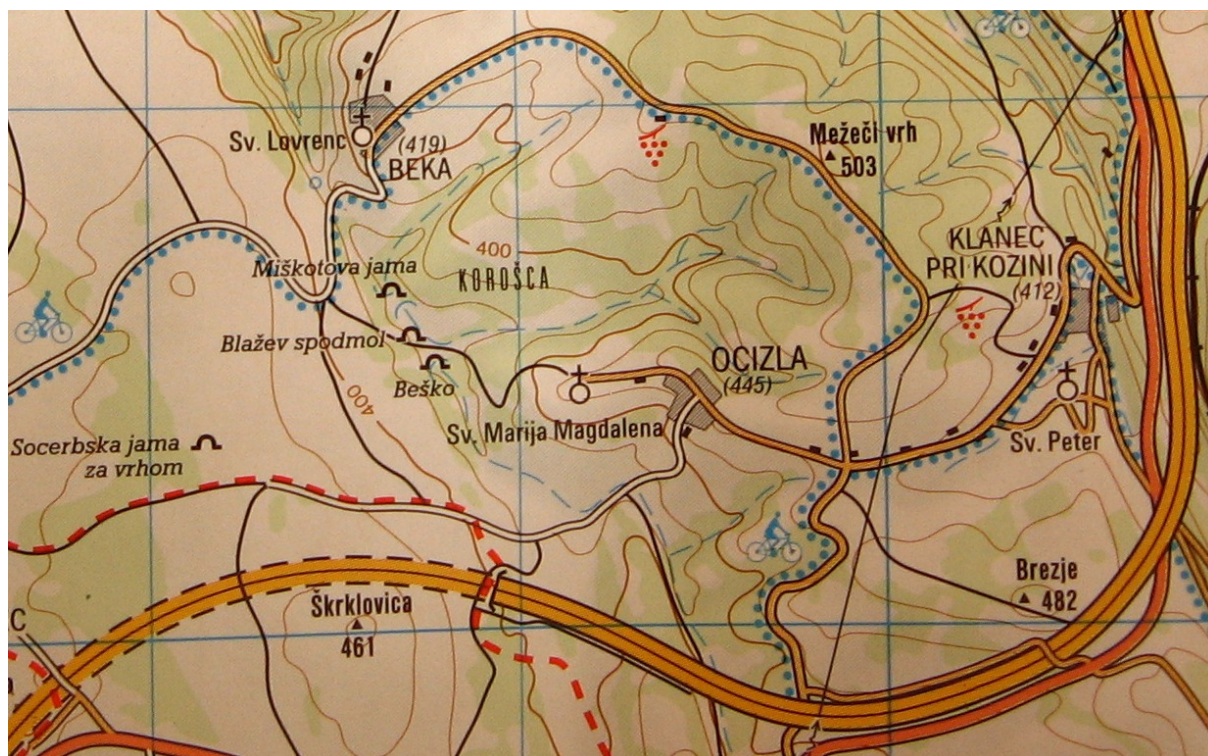 Sv. Lovrenc
(419)
BEKA
Mežeči vrh
503
400
KOROŠCA
KLANEC
PRI KOZINI
(412)
Miškotova jama
Blažev spodmol
Beško
400
OCIZLA
(445)
Sv. Marija Magdalena
Sv. Peter
Socerbska jama
za vrhom
Škrklovica
461
Brezje
482
C